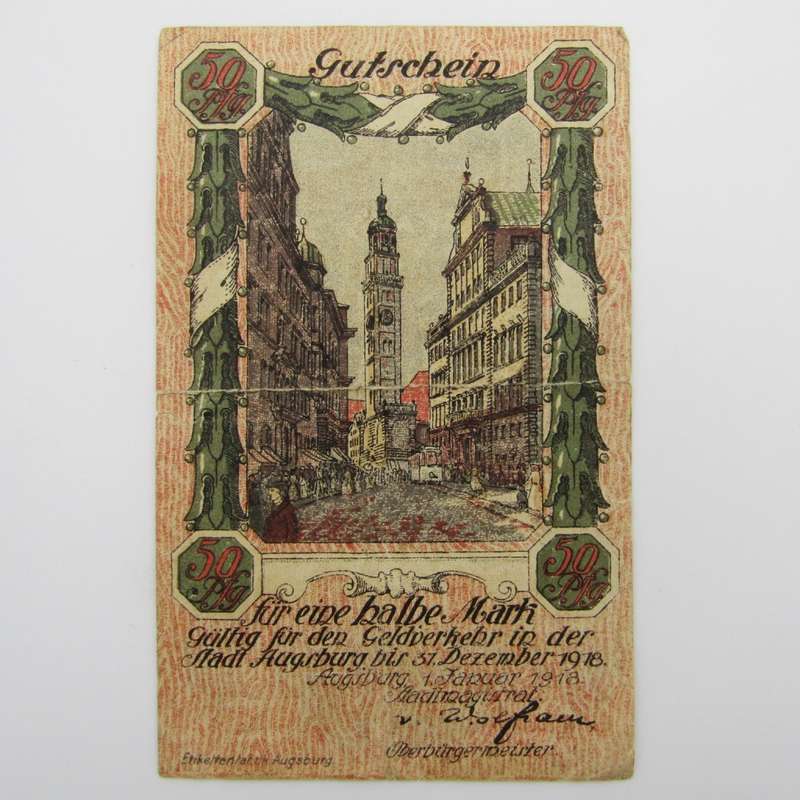 50 Pfg
Gutschein
50 Pfg
50 Pfg
50 Pfg
für eine halbe Mark
Gültig für den Geldverkehr in der
Stadt Augsburg bis 31. Dezember 1918.
Augsburg, 1. Januar 1918.
Stadtmagistrat
v. Wolfram
Oberbürgermeister.
Etikettenfabrik Augsburg.